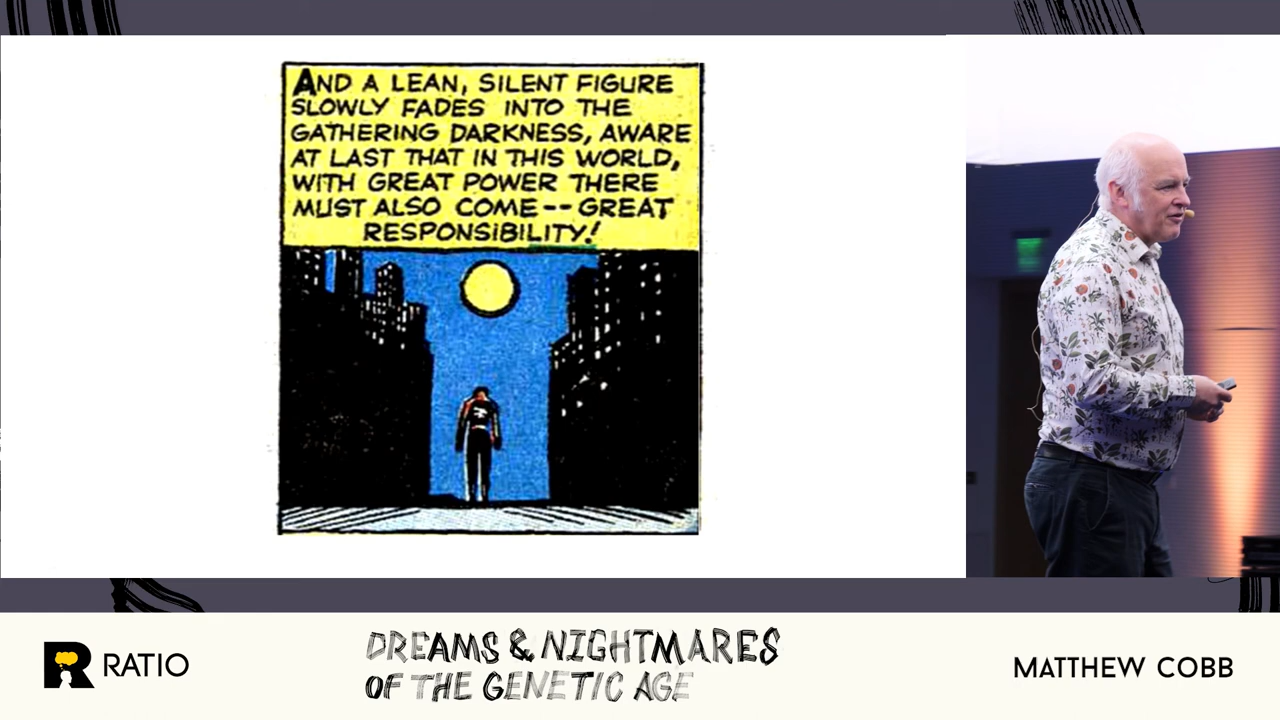 AND A LEAN, SILENT FIGURE
SLOWLY FADES INTO THE
GATHERING DARKNESS, AWARE
AT LAST THAT IN THIS WORLD,
WITH GREAT POWER THERE
MUST ALSO COME -- GREAT
RESPONSIBILITY!
R RATIO
DREAMS & NIGHTMARES
OF THE GENETIC AGE
MATTHEW COBB